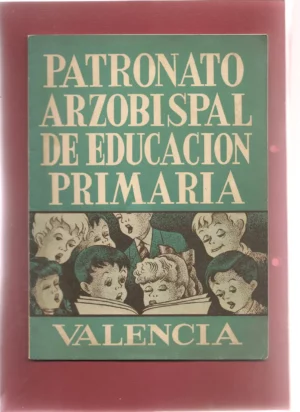 PATRONATO
ARZOBISPAL
DE EDUCACION
PRIMARIA
VALENCIA